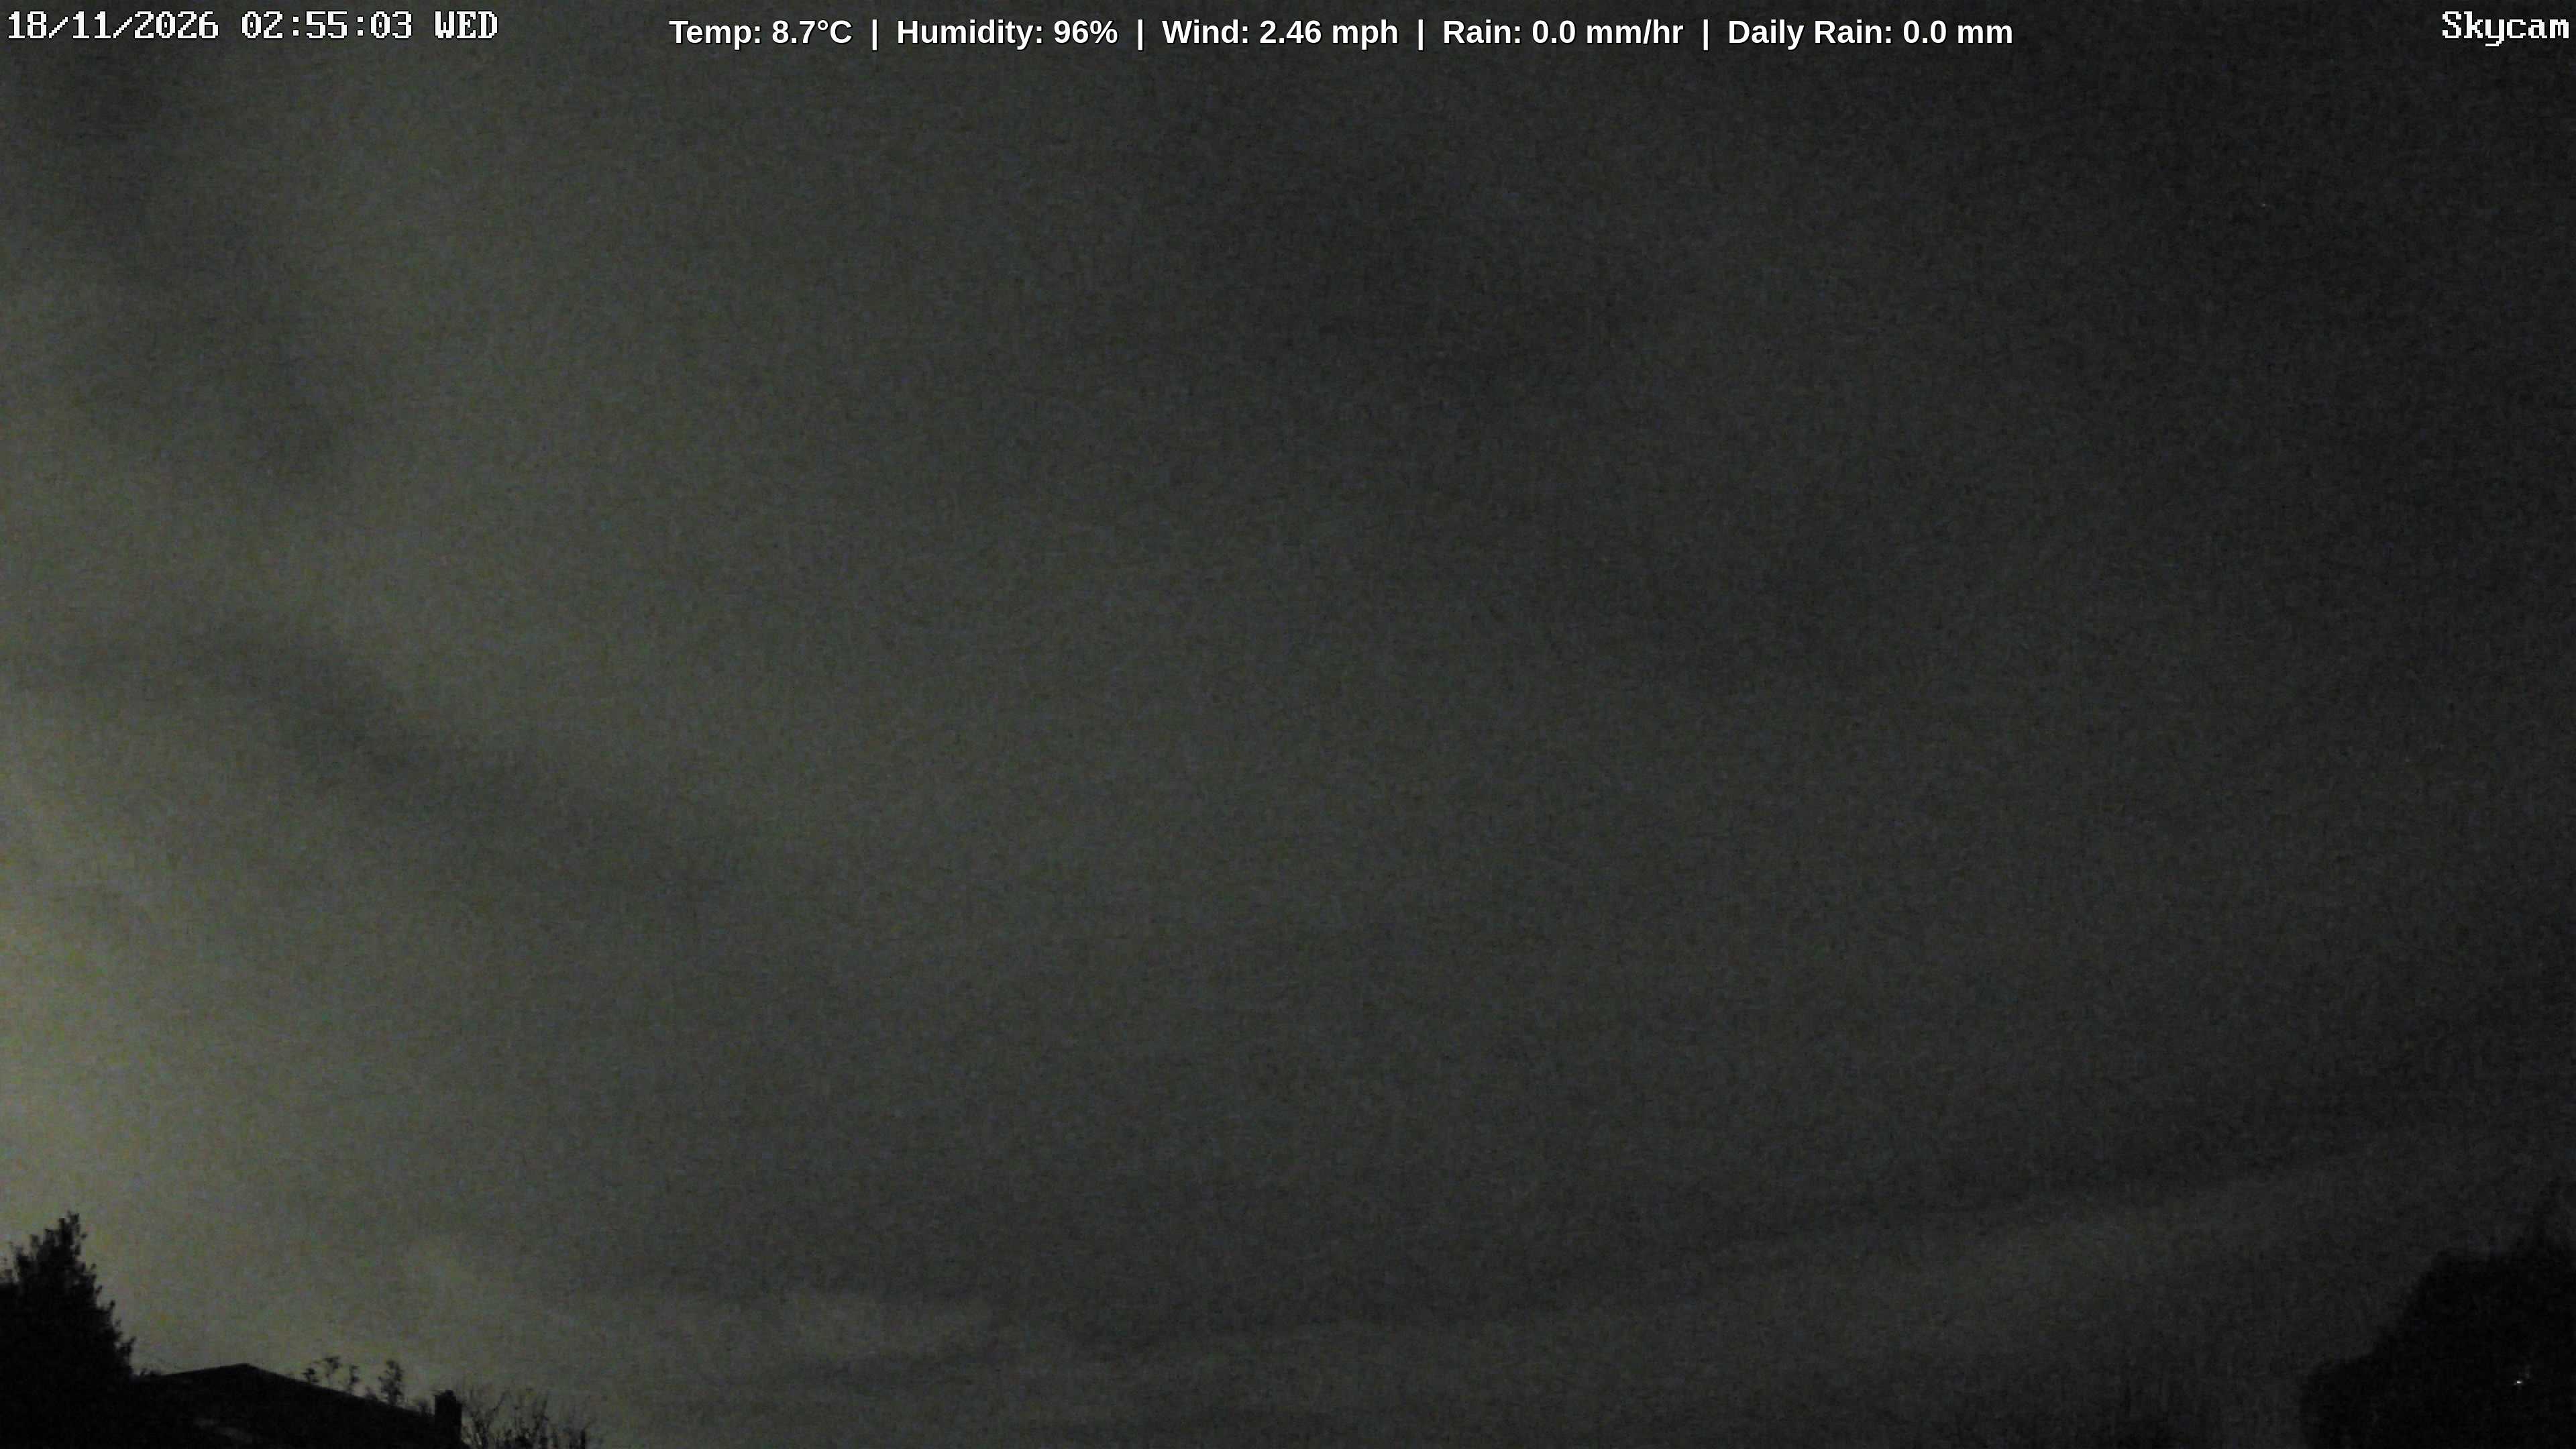 18/11/2026 02:55:03 WED
Temp: 8.7°C | Humidity: 96% | Wind: 2.46 mph | Rain: 0.0 mm/hr | Daily Rain: 0.0 mm
Skycam